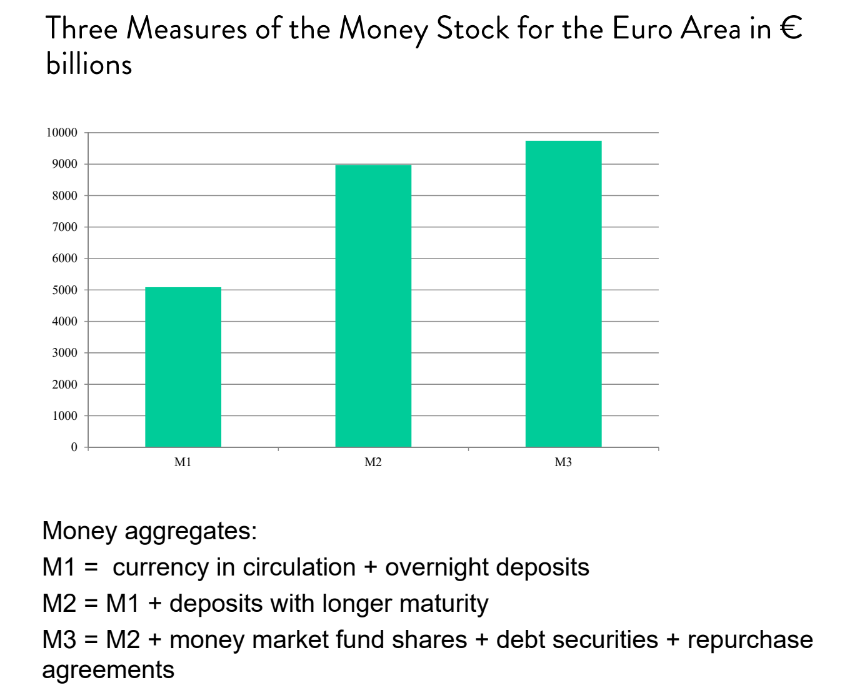 Three Measures of the Money Stock for the Euro Area in €
billions
10000
9000
8000
7000
6000
5000
4000
3000
2000
1000
0
M1
M2
M3
Money aggregates:
M1 = currency in circulation + overnight deposits
M2 = M1 + deposits with longer maturity
M3 = M2 + money market fund shares + debt securities + repurchase
agreements